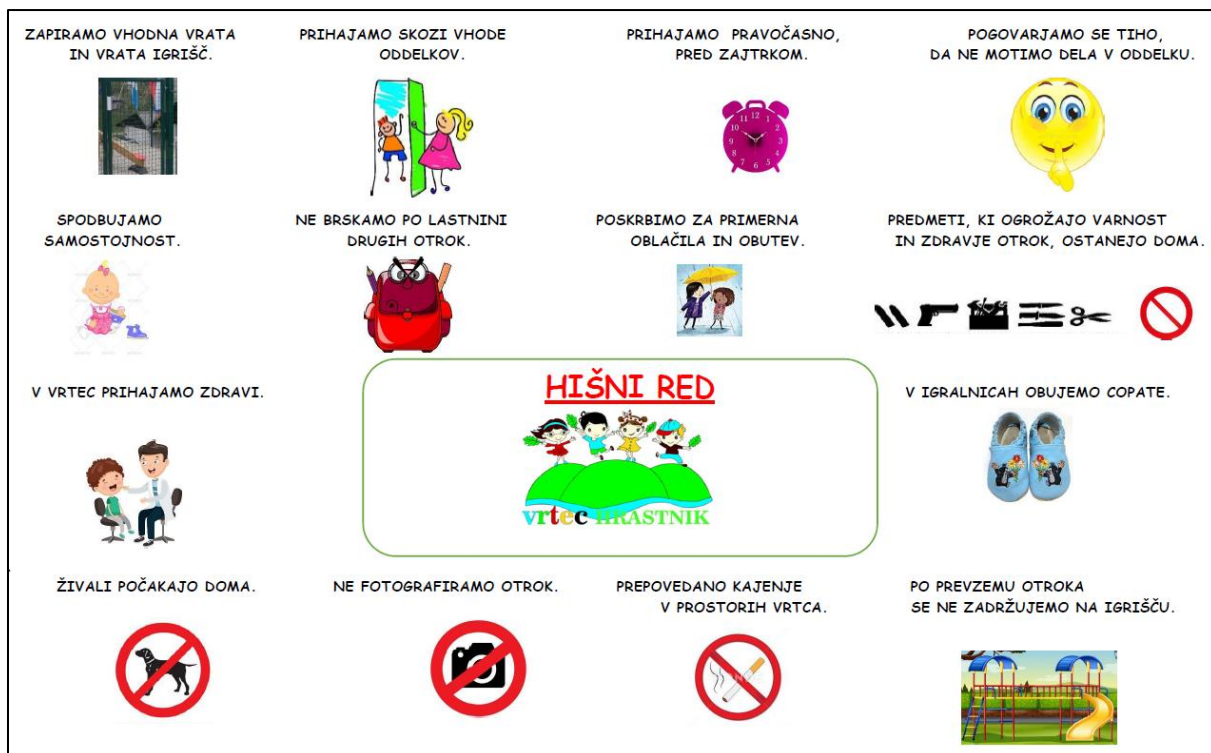 ZAPIRAMO VHODNA VRATA
IN VRATA IGRIŠČ.
PRIHAJAMO SKOZI VHODE
ODDELKOV.
PRIHAJAMO PRAVOČASNO,
PRED ZAJTRKOM.
POGOVARJAMO SE TIHO,
DA NE MOTIMO DELA V ODDELKU.
SPODBUJAMO
SAMOSTOJNOST.
NE BRSKAMO PO LASTNINI
DRUGIH OTROK.
POSKRBIMO ZA PRIMERNA
OBLAČILA IN OBUTEV.
PREDMETI, KI OGROŽAJO VARNOST
IN ZDRAVJE OTROK, OSTANEJO DOMA.
V VRTEC PRIHAJAMO ZDRAVI.
HIŠNI RED
vrtec HRASTNIK
V IGRALNICAH OBUJEMO COPATE.
ŽIVALI POČAKAJO DOMA.
NE FOTOGRAFIRAMO OTROK.
PREPOVEDANO KAJENJE
V PROSTORIH VRTCA.
PO PREVZEMU OTROKA
SE NE ZADRŽUJEMO NA IGRIŠČU.